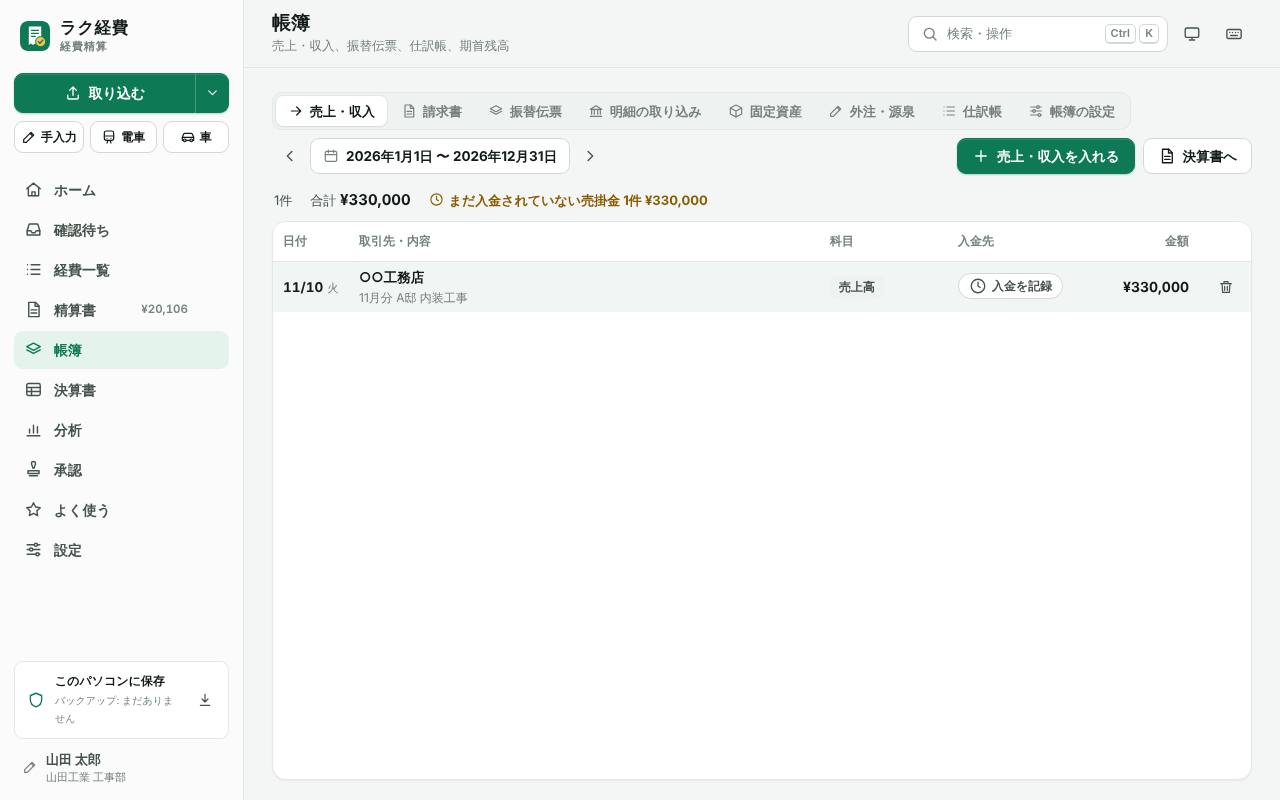 ラク経費
経費精算
取り込む
手入力
電車
車
ホーム
確認待ち
経費一覧
精算書 ¥20,106
帳簿
決算書
分析
承認
よく使う
設定
このパソコンに保存
バックアップ: まだありま
せん
山田 太郎
山田工業 工事部
帳簿
売上・収入、振替伝票、仕訳帳、期首残高
検索・操作 Ctrl K
売上・収入 請求書 振替伝票 明細の取り込み 固定資産 外注・源泉 仕訳帳 帳簿の設定
2026年1月1日 〜 2026年12月31日
売上・収入を入れる
決算書へ
1件 合計 ¥330,000 まだ入金されていない売掛金 1件 ¥330,000
日付 取引先・内容 科目 入金先 金額
11/10 火 〇〇工務店 売上高 入金を記録 ¥330,000
11月分 A邸 内装工事